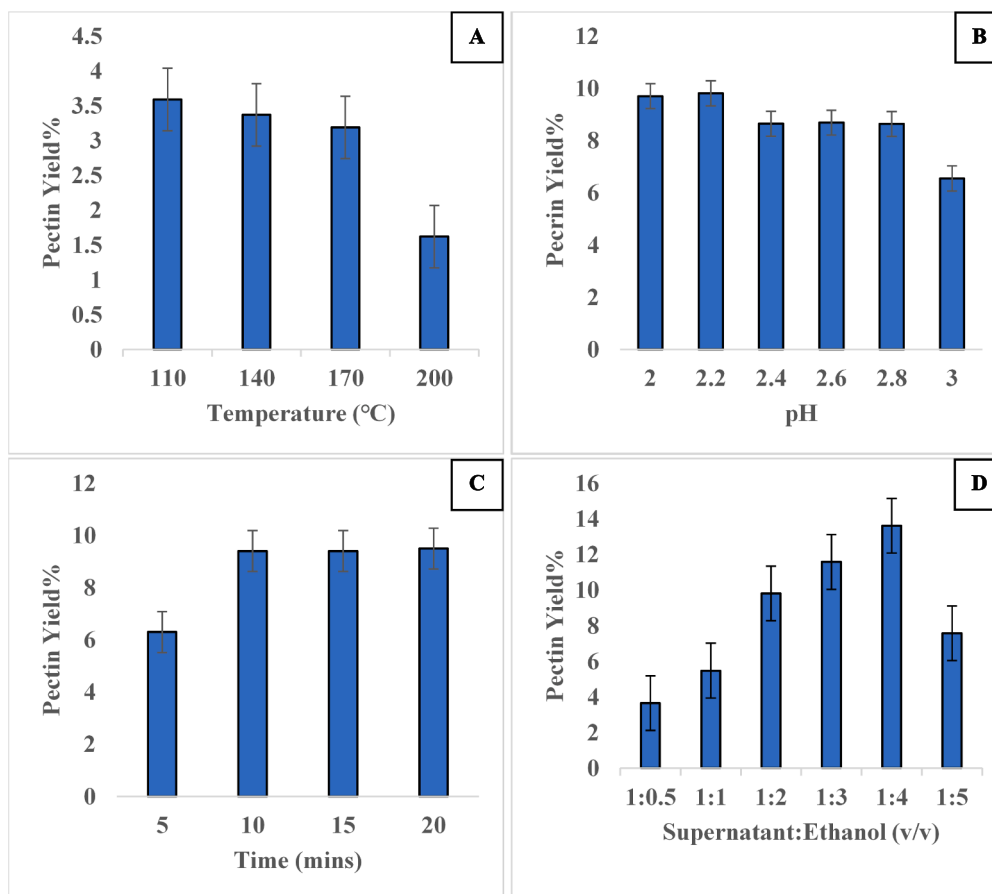 A
Pectin Yield%
4.5
4
3.5
3
2.5
2
1.5
1
0.5
0
110 140 170 200
Temperature (°C)
B
Pecrin Yield%
12
10
8
6
4
2
0
2 2.2 2.4 2.6 2.8 3
pH
C
Pectin Yield%
12
10
8
6
4
2
0
5 10 15 20
Time (mins)
D
Pectin Yield%
16
14
12
10
8
6
4
2
0
1:0.5 1:1 1:2 1:3 1:4 1:5
Supernatant:Ethanol (v/v)